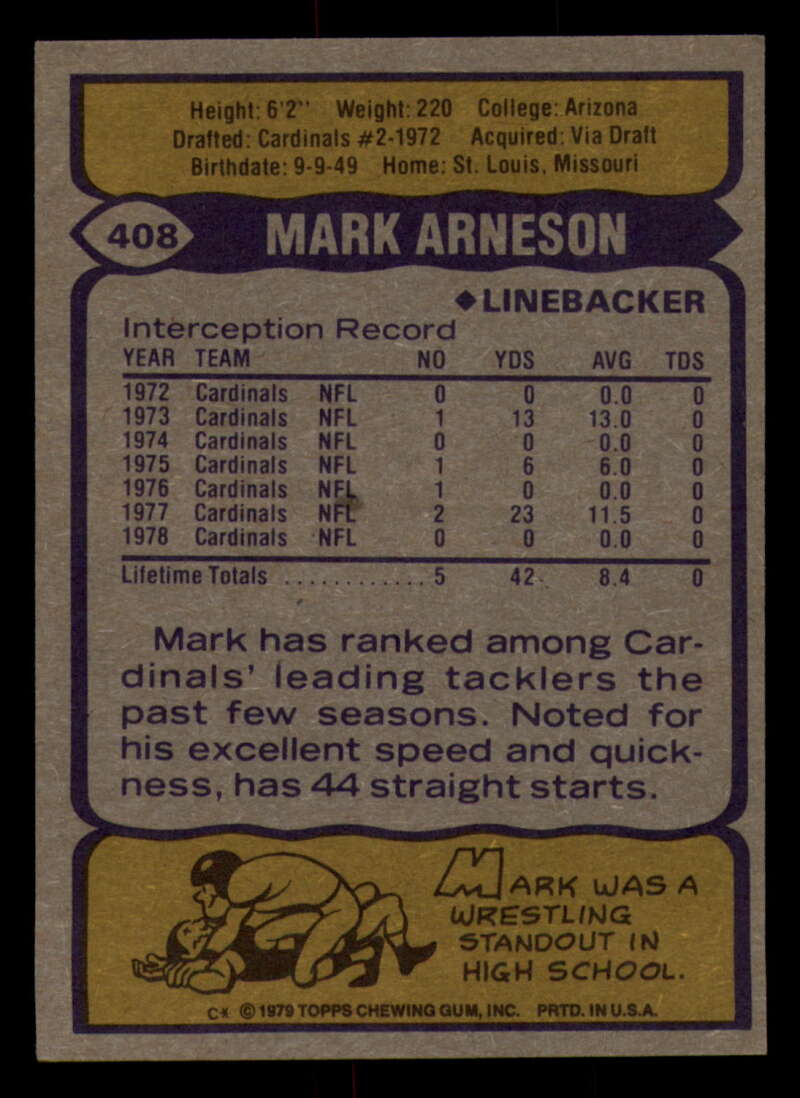 Height: 6'2" Weight: 220 College: Arizona
Drafted: Cardinals #2-1972 Acquired: Via Draft
Birthdate: 9-9-49 Home: St. Louis, Missouri
408 MARK ARNESON
◆LINEBACKER
Interception Record
YEAR TEAM NO YDS AVG TDS
1972 Cardinals NFL 0 0 0.0 0
1973 Cardinals NFL 1 13 13.0 0
1974 Cardinals NFL 0 0 0.0 0
1975 Cardinals NFL 1 6 6.0 0
1976 Cardinals NFL 1 0 0.0 0
1977 Cardinals NFL 2 23 11.5 0
1978 Cardinals NFL 0 0 0.0 0
Lifetime Totals ............ 5 42 8.4 0
Mark has ranked among Car-
dinals' leading tacklers the
past few seasons. Noted for
his excellent speed and quick-
ness, has 44 straight starts.
MARK WAS A
WRESTLING
STANDOUT IN
HIGH SCHOOL.
C* © 1979 TOPPS CHEWING GUM, INC. PRTD. IN U.S.A.